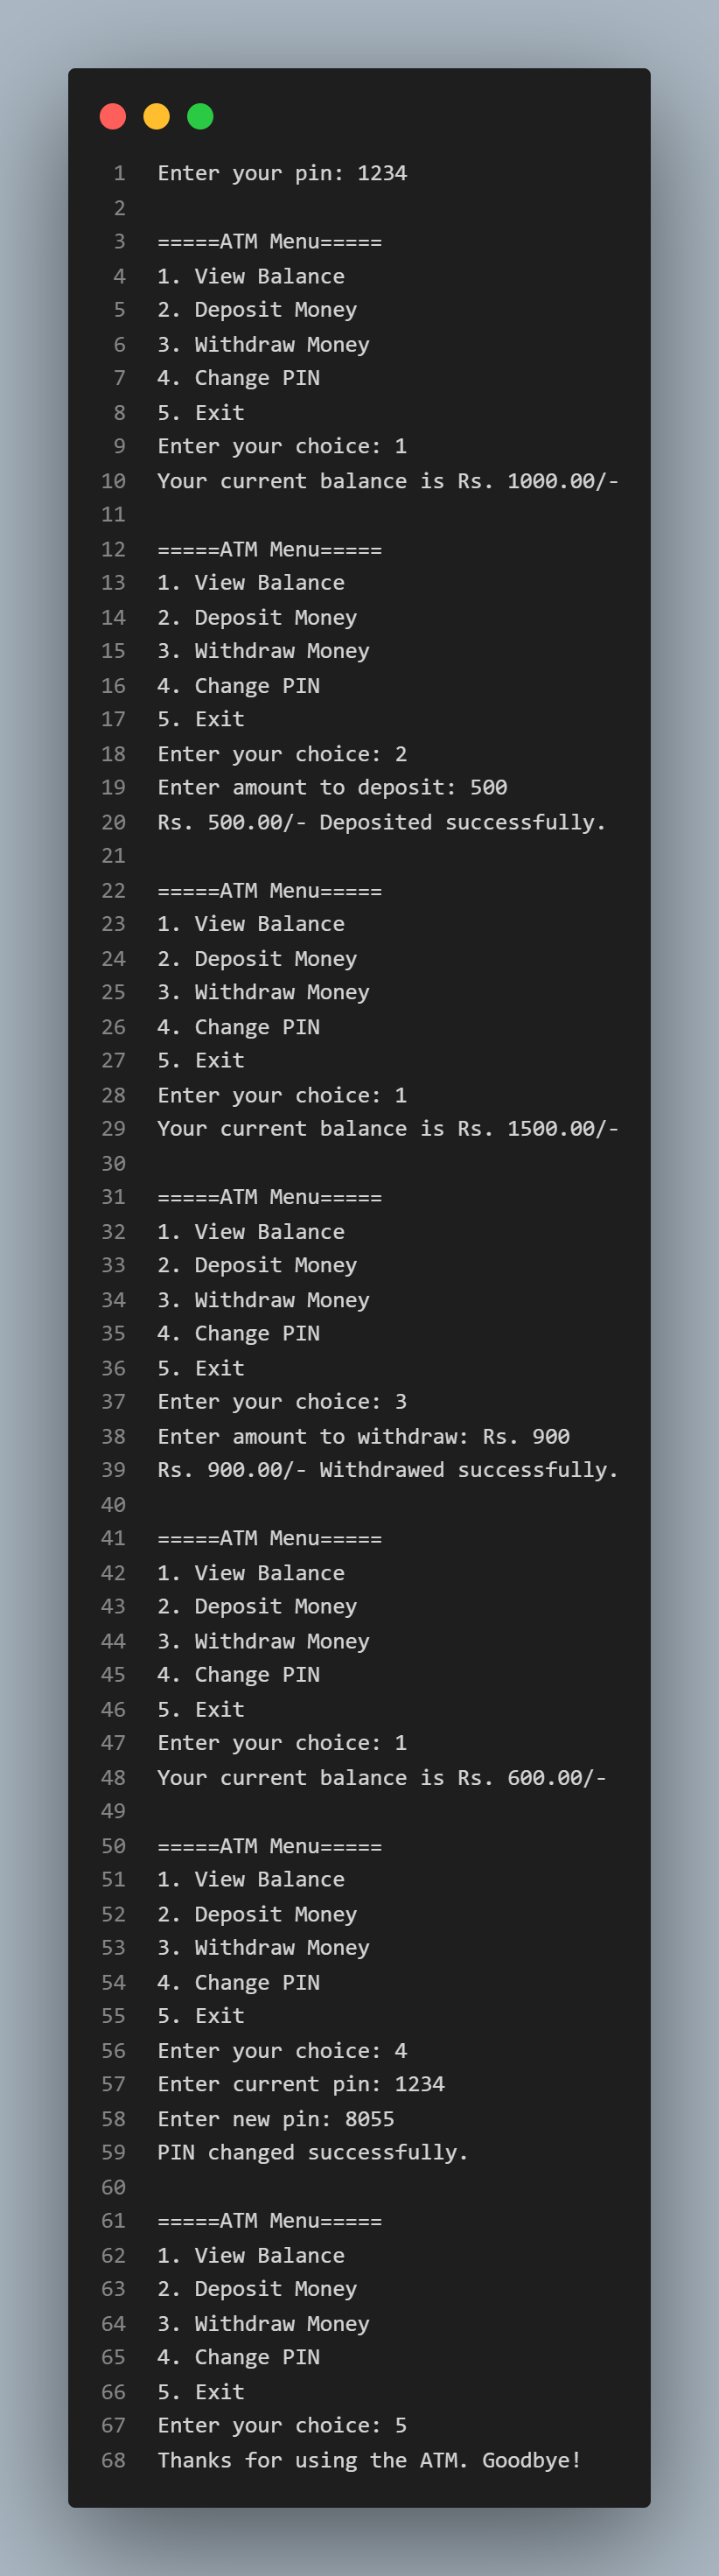 1 Enter your pin: 1234
2
3 =====ATM Menu=====
4 1. View Balance
5 2. Deposit Money
6 3. Withdraw Money
7 4. Change PIN
8 5. Exit
9 Enter your choice: 1
10 Your current balance is Rs. 1000.00/-
11
12 =====ATM Menu=====
13 1. View Balance
14 2. Deposit Money
15 3. Withdraw Money
16 4. Change PIN
17 5. Exit
18 Enter your choice: 2
19 Enter amount to deposit: 500
20 Rs. 500.00/- Deposited successfully.
21
22 =====ATM Menu=====
23 1. View Balance
24 2. Deposit Money
25 3. Withdraw Money
26 4. Change PIN
27 5. Exit
28 Enter your choice: 1
29 Your current balance is Rs. 1500.00/-
30
31 =====ATM Menu=====
32 1. View Balance
33 2. Deposit Money
34 3. Withdraw Money
35 4. Change PIN
36 5. Exit
37 Enter your choice: 3
38 Enter amount to withdraw: Rs. 900
39 Rs. 900.00/- Withdrawed successfully.
40
41 =====ATM Menu=====
42 1. View Balance
43 2. Deposit Money
44 3. Withdraw Money
45 4. Change PIN
46 5. Exit
47 Enter your choice: 1
48 Your current balance is Rs. 600.00/-
49
50 =====ATM Menu=====
51 1. View Balance
52 2. Deposit Money
53 3. Withdraw Money
54 4. Change PIN
55 5. Exit
56 Enter your choice: 4
57 Enter current pin: 1234
58 Enter new pin: 8055
59 PIN changed successfully.
60
61 =====ATM Menu=====
62 1. View Balance
63 2. Deposit Money
64 3. Withdraw Money
65 4. Change PIN
66 5. Exit
67 Enter your choice: 5
68 Thanks for using the ATM. Goodbye!